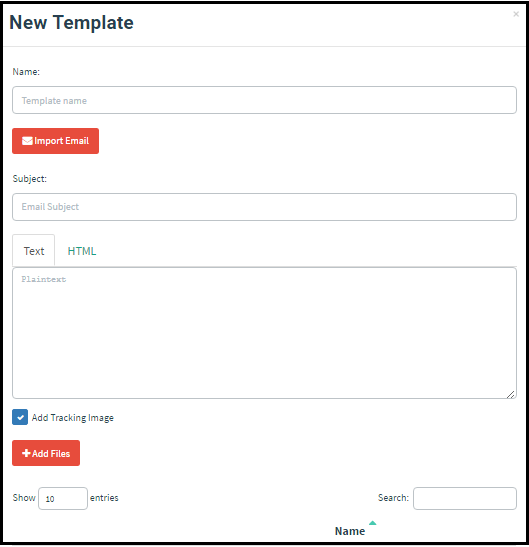 New Template
×
Name:
Template name
Import Email
Subject:
Email Subject
Text HTML
Plaintext
Add Tracking Image
+ Add Files
Show 10 entries Search:
Name